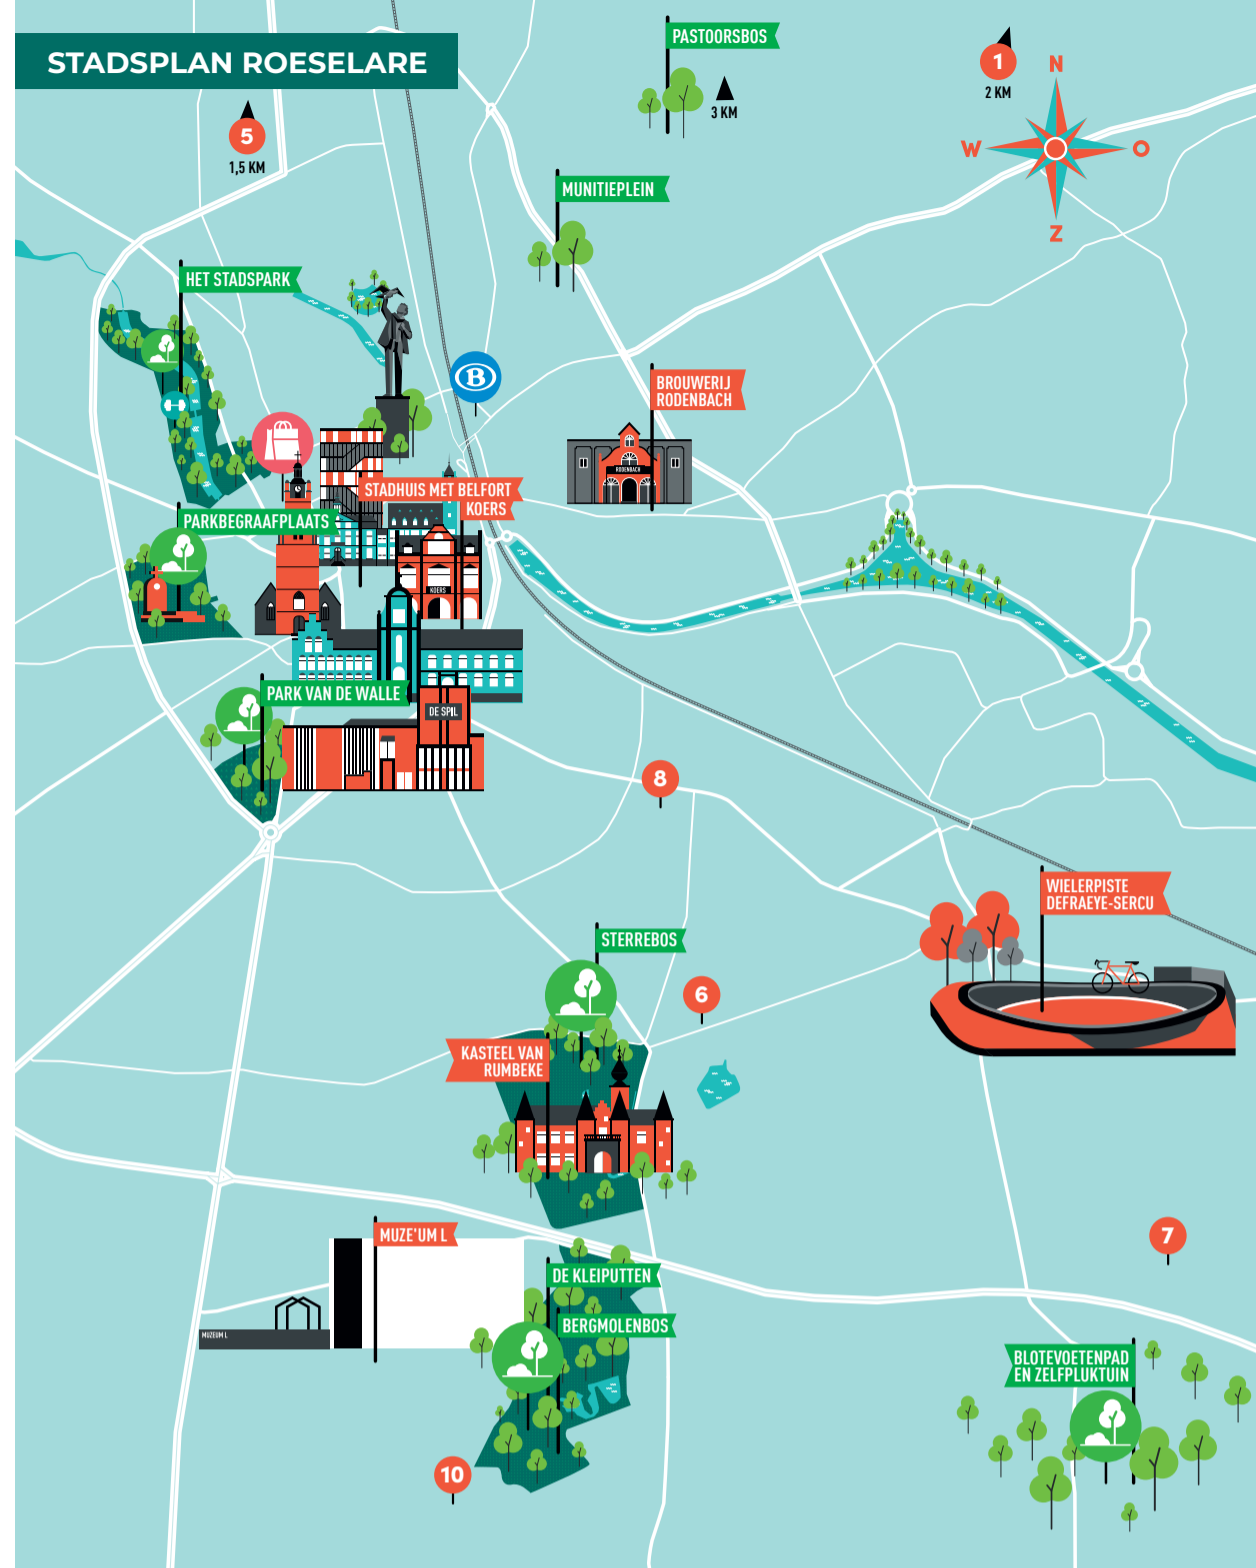 STADSPLAN ROESELARE
PASTOORSBOS
3 KM
1
2 KM
N
W
O
Z
5
1,5 KM
MUNITIEPLEIN
HET STADSPARK
B
BROUWERIJ
RODENBACH
RODENBACH
STADHUIS MET BELFORT
KOERS
PARKBEGRAAFPLAATS
KOERS
PARK VAN DE WALLE
DE SPIL
8
WIELERPISTE
DEFRAEYE-SERCU
STERREBOS
6
KASTEEL VAN
RUMBEKE
MUZE'UM L
7
DE KLEIPUTTEN
BERGMOLENBOS
MUZEUM L
BLOTEVOETENPAD
EN ZELFPLUKTUIN
10